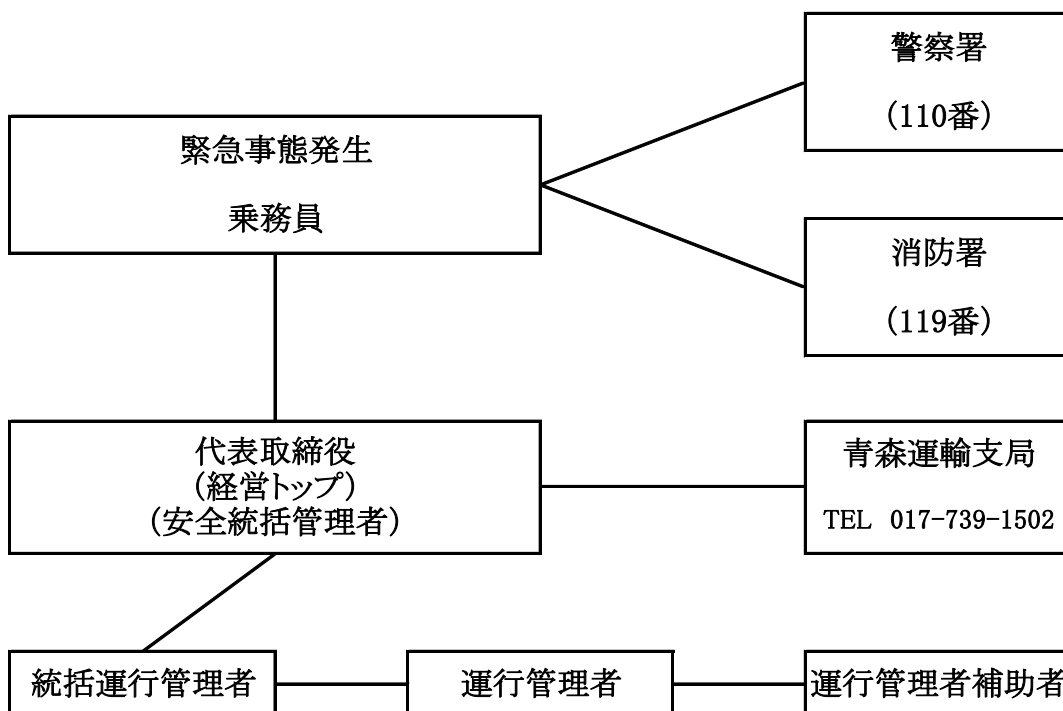 警察署
（110番）
緊急事態発生
乗務員
消防署
（119番）
代表取締役
（経営トップ）
（安全統括管理者）
青森運輸支局
TEL 017-739-1502
統括運行管理者
運行管理者
運行管理者補助者